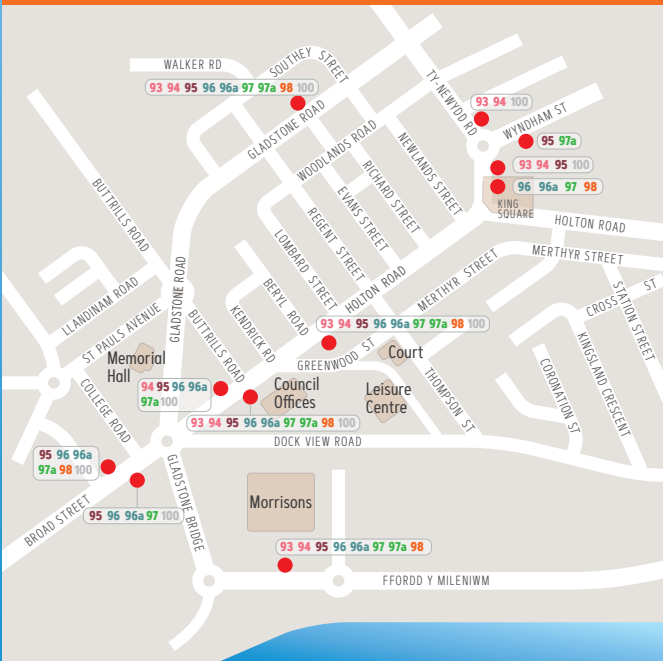 WALKER RD
SOUTHEY STREET
93 94 95 96 96a 97 97a 98 100
GLADSTONE ROAD
TY-NEWYDD RD
93 94 100
WYNDHAM ST
95 97a
93 94 95 100
96 96a 97 98
KING
SQUARE
HOLTON ROAD
WOODLANDS ROAD
NEWLANDS STREET
RICHARD STREET
EVANS STREET
REGENT STREET
LOMBARD STREET
BUTTRILLS ROAD
MERTHYR STREET
MERTHYR STREET
HOLTON ROAD
GLADSTONE ROAD
BERYL ROAD
KENDRICK RD
BUTTRILLS ROAD
LLANDINAM ROAD
ST PAULS AVENUE
CROSS ST
STATION STREET
KINGSLAND CRESCENT
CORONATION ST
93 94 95 96 96a 97 97a 98 100
GREENWOOD ST
Court
THOMPSON ST
Memorial
Hall
COLLEGE ROAD
94 95 96 96a
97a 100
Council
Offices
Leisure
Centre
93 94 95 96 96a 97 97a 98 100
DOCK VIEW ROAD
95 96 96a
97a 98 100
BROAD STREET
95 96 96a 97 100
GLADSTONE BRIDGE
Morrisons
93 94 95 96 96a 97 97a 98
FFORDD Y MILENIWM